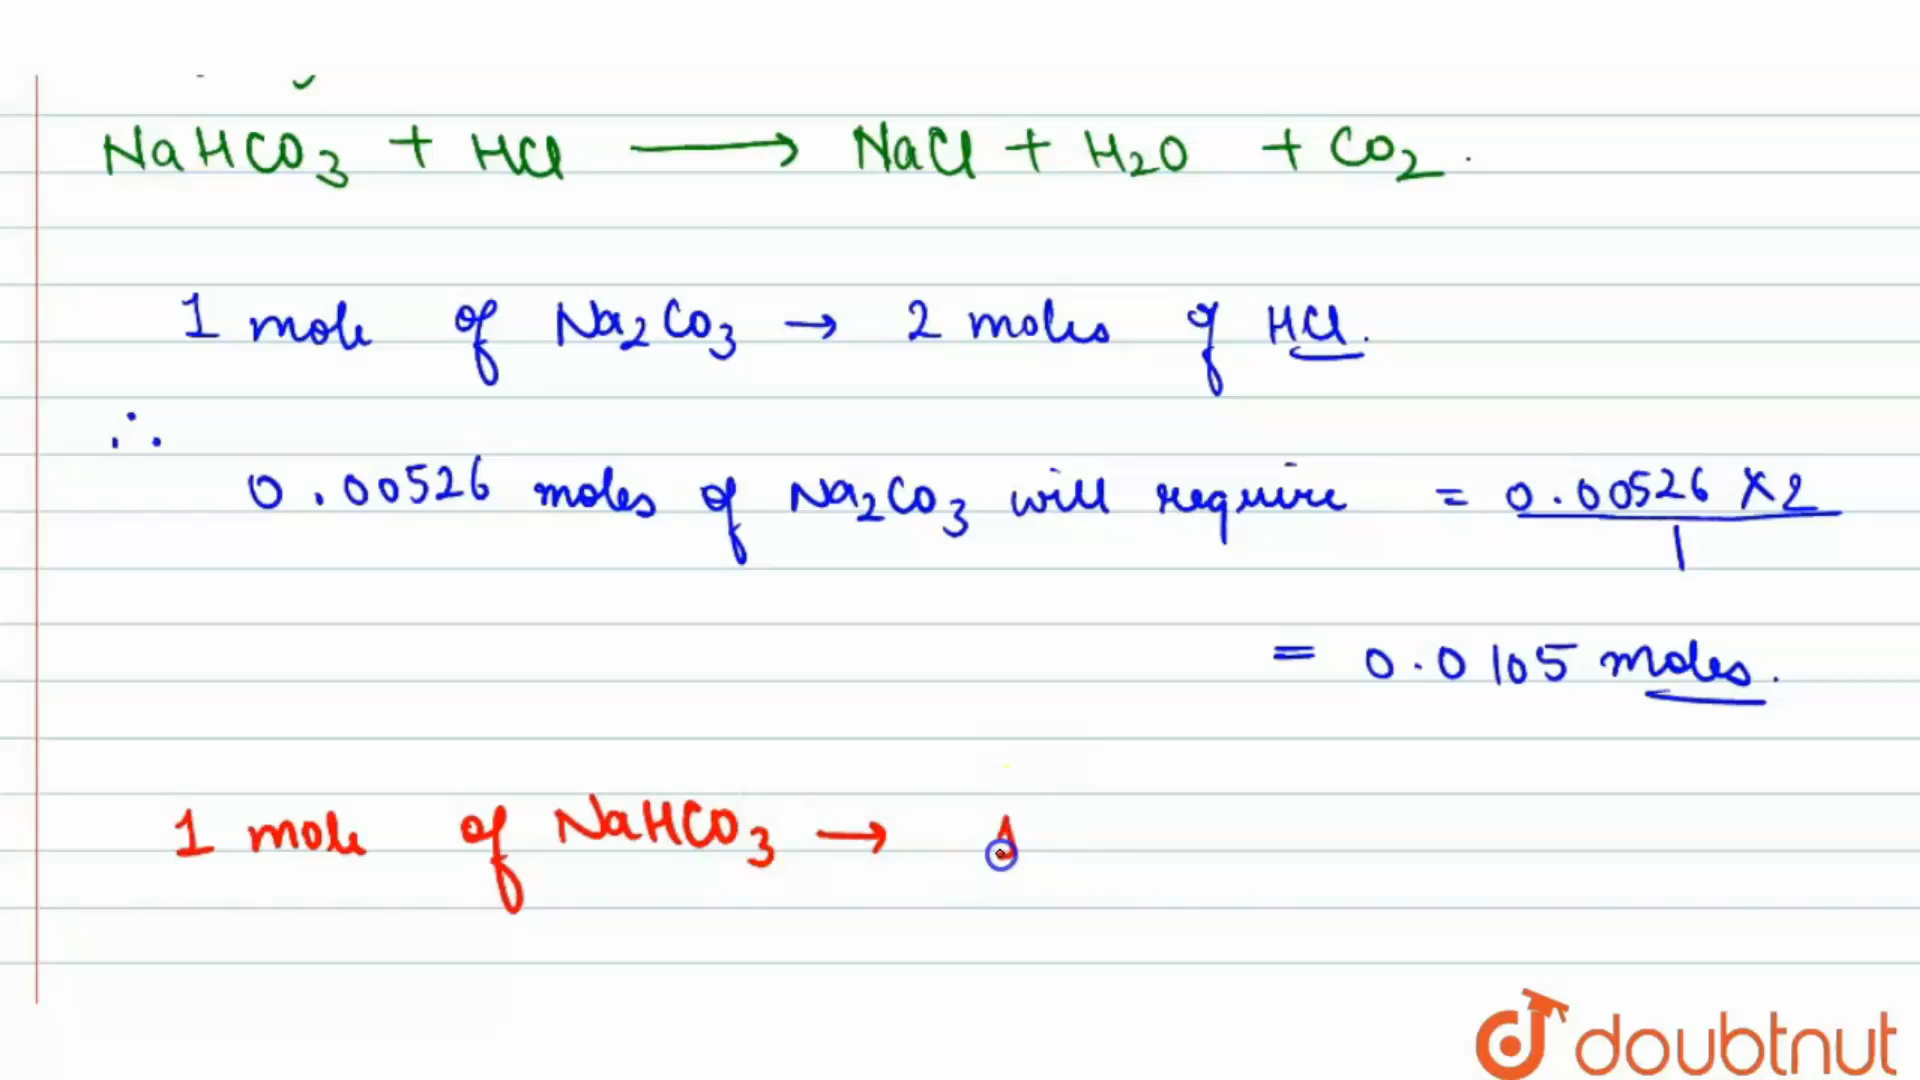 NaHCO3 + HCl ⟶ NaCl + H2O + CO2.
1 mole of Na2CO3 → 2 moles of HCl.
∴
0.00526 moles of Na2CO3 will require = 0.00526 × 2
1
= 0.0105 moles.
1 mole of NaHCO3 → 1
doubtnut